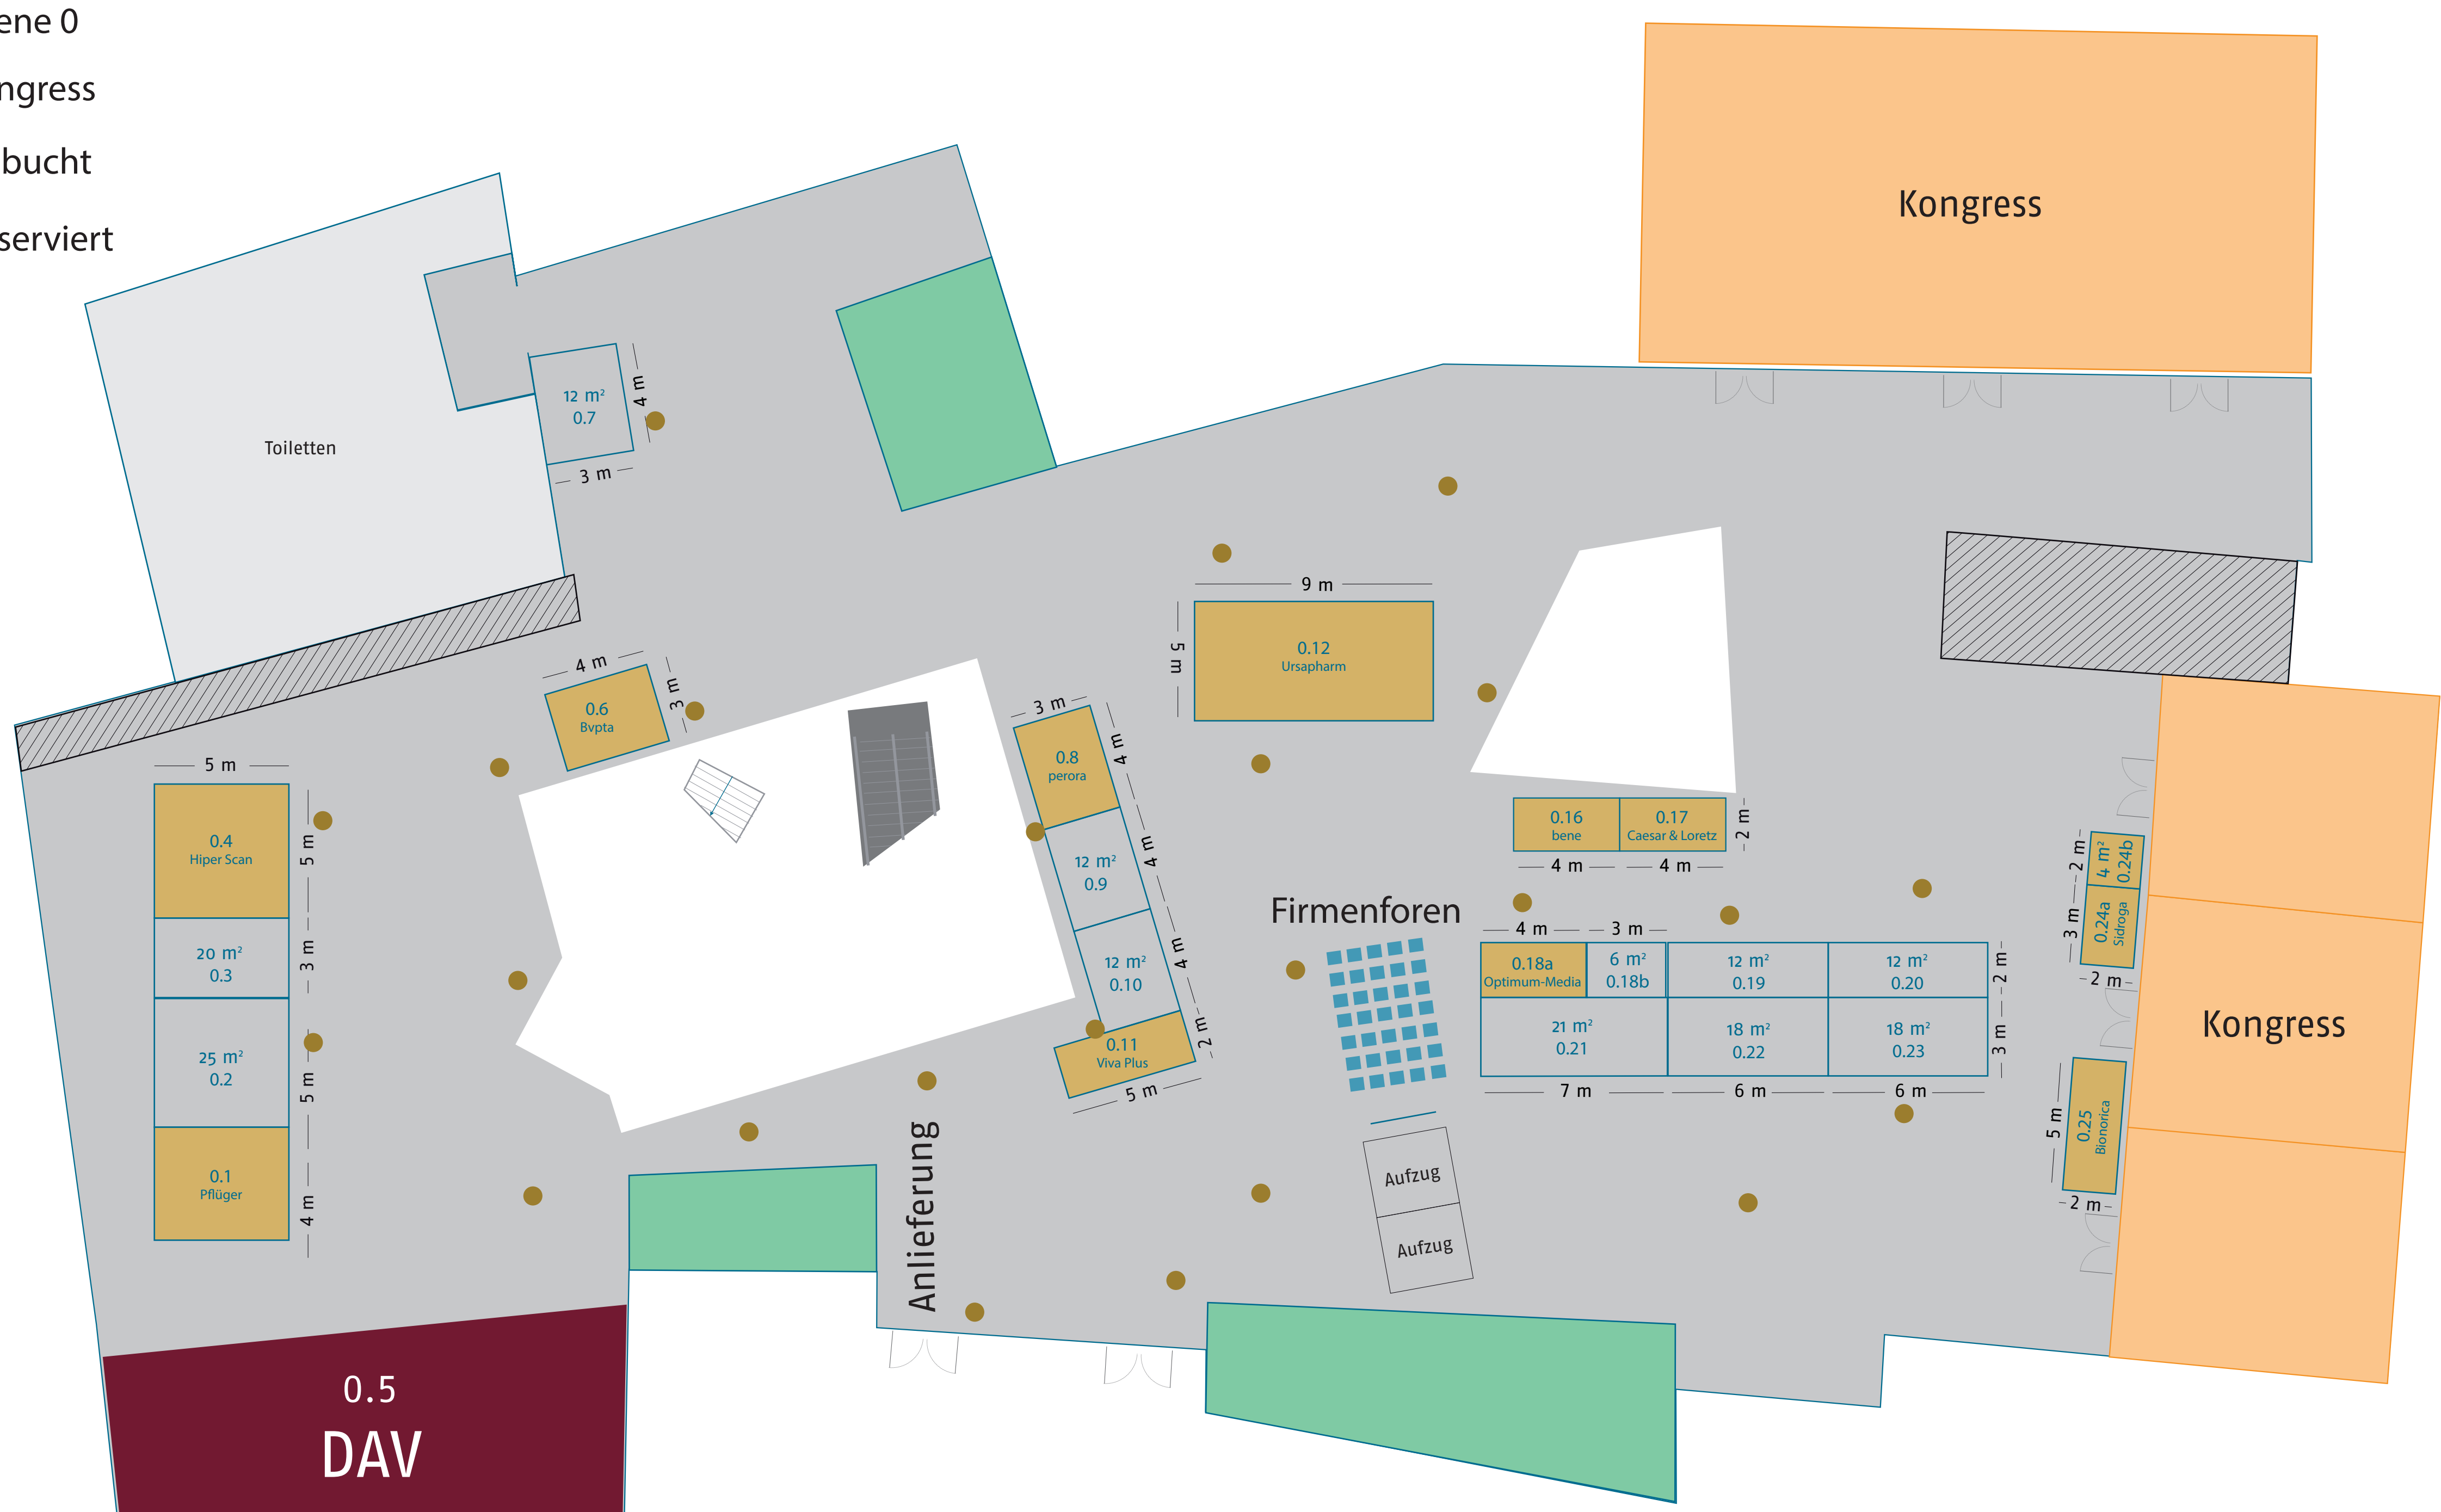 ene 0
ngress
bucht
serviert
Kongress
Toiletten
12 m²
0.7
4 m
3 m
9 m
5 m
0.12
Ursapharm
4 m
3 m
0.6
Bvpta
3 m
0.8
perora
4 m
12 m²
0.9
4 m
12 m²
0.10
4 m
0.11
Viva Plus
2 m
5 m
5 m
0.4
Hiper Scan
5 m
20 m²
0.3
3 m
25 m²
0.2
5 m
0.1
Pflüger
4 m
0.16
bene
0.17
Caesar & Loretz
2 m
4 m
4 m
Firmenforen
4 m
3 m
0.18a
Optimum-Media
6 m²
0.18b
12 m²
0.19
12 m²
0.20
2 m
21 m²
0.21
18 m²
0.22
18 m²
0.23
3 m
7 m
6 m
6 m
2 m
4 m²
0.24b
3 m
0.24a
Sidroga
2 m
Kongress
5 m
0.25
Bionorica
2 m
Anlieferung
Aufzug
Aufzug
0.5
DAV